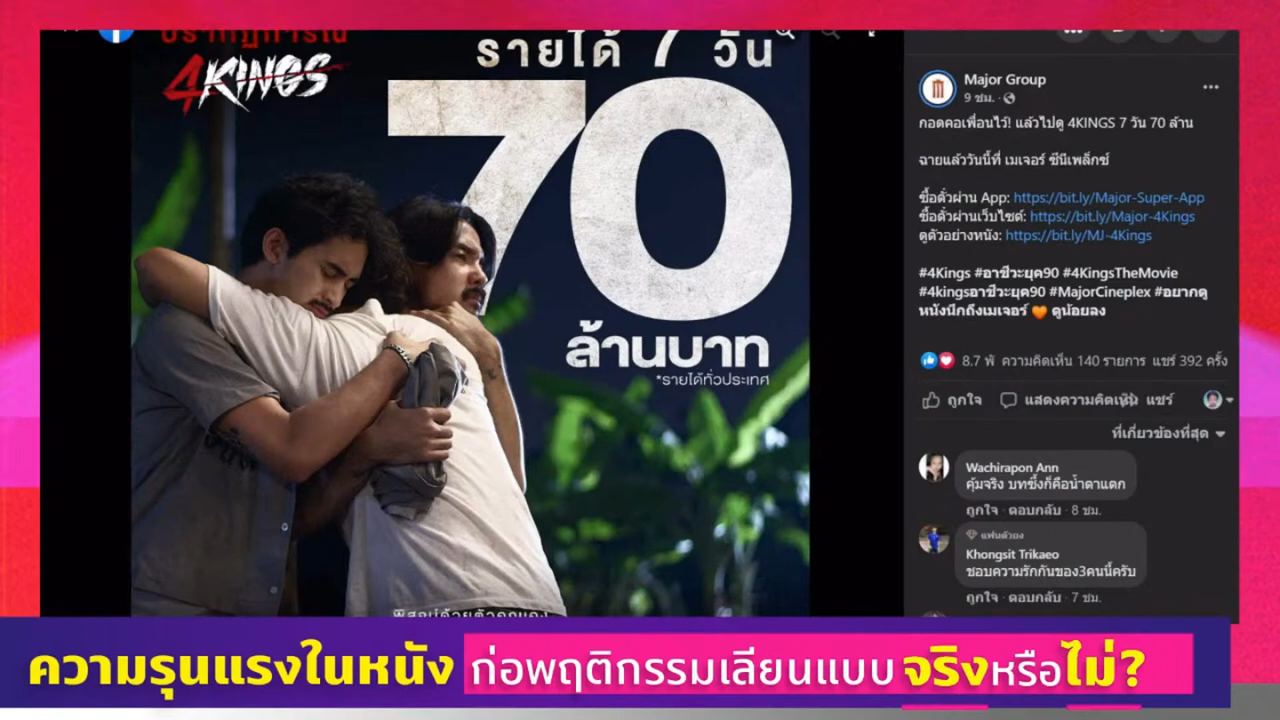 ปรากฏการณ์
4KINGS
รายได้ 7 วัน
70
ล้านบาท
*รายได้ทั่วประเทศ
Major Group
9 ชม.
กอดคอเพื่อนไว้! แล้วไปดู 4KINGS 7 วัน 70 ล้าน
ฉายแล้ววันนี้ที่ เมเจอร์ ซีนีเพล็กซ์
ซื้อตั๋วผ่าน App: https://bit.ly/Major-Super-App
ซื้อตั๋วผ่านเว็บไซต์: https://bit.ly/Major-4Kings
ดูตัวอย่างหนัง: https://bit.ly/MJ-4Kings
#4Kings #อาชีวะยุค90 #4KingsTheMovie
#4kingsอาชีวะยุค90 #MajorCineplex #อยากดู
หนังนึกถึงเมเจอร์ 🧡 ดูน้อยลง
8.7 พั ความคิดเห็น 140 รายการ แชร์ 392 ครั้ง
ถูกใจ แสดงความคิดเห็น แชร์
ที่เกี่ยวข้องที่สุด
Wachirapon Ann
คุ้มจริง บทซึ้งก็คือน้ำตาแตก
ถูกใจ · ตอบกลับ · 8 ชม.
แฟนตัวยง
Khongsit Trikaeo
ชอบความรักกันของ3คนนี้ครับ
ถูกใจ · ตอบกลับ · 7 ชม.
ความรุนแรงในหนัง ก่อพฤติกรรมเลียนแบบ จริงหรือไม่?